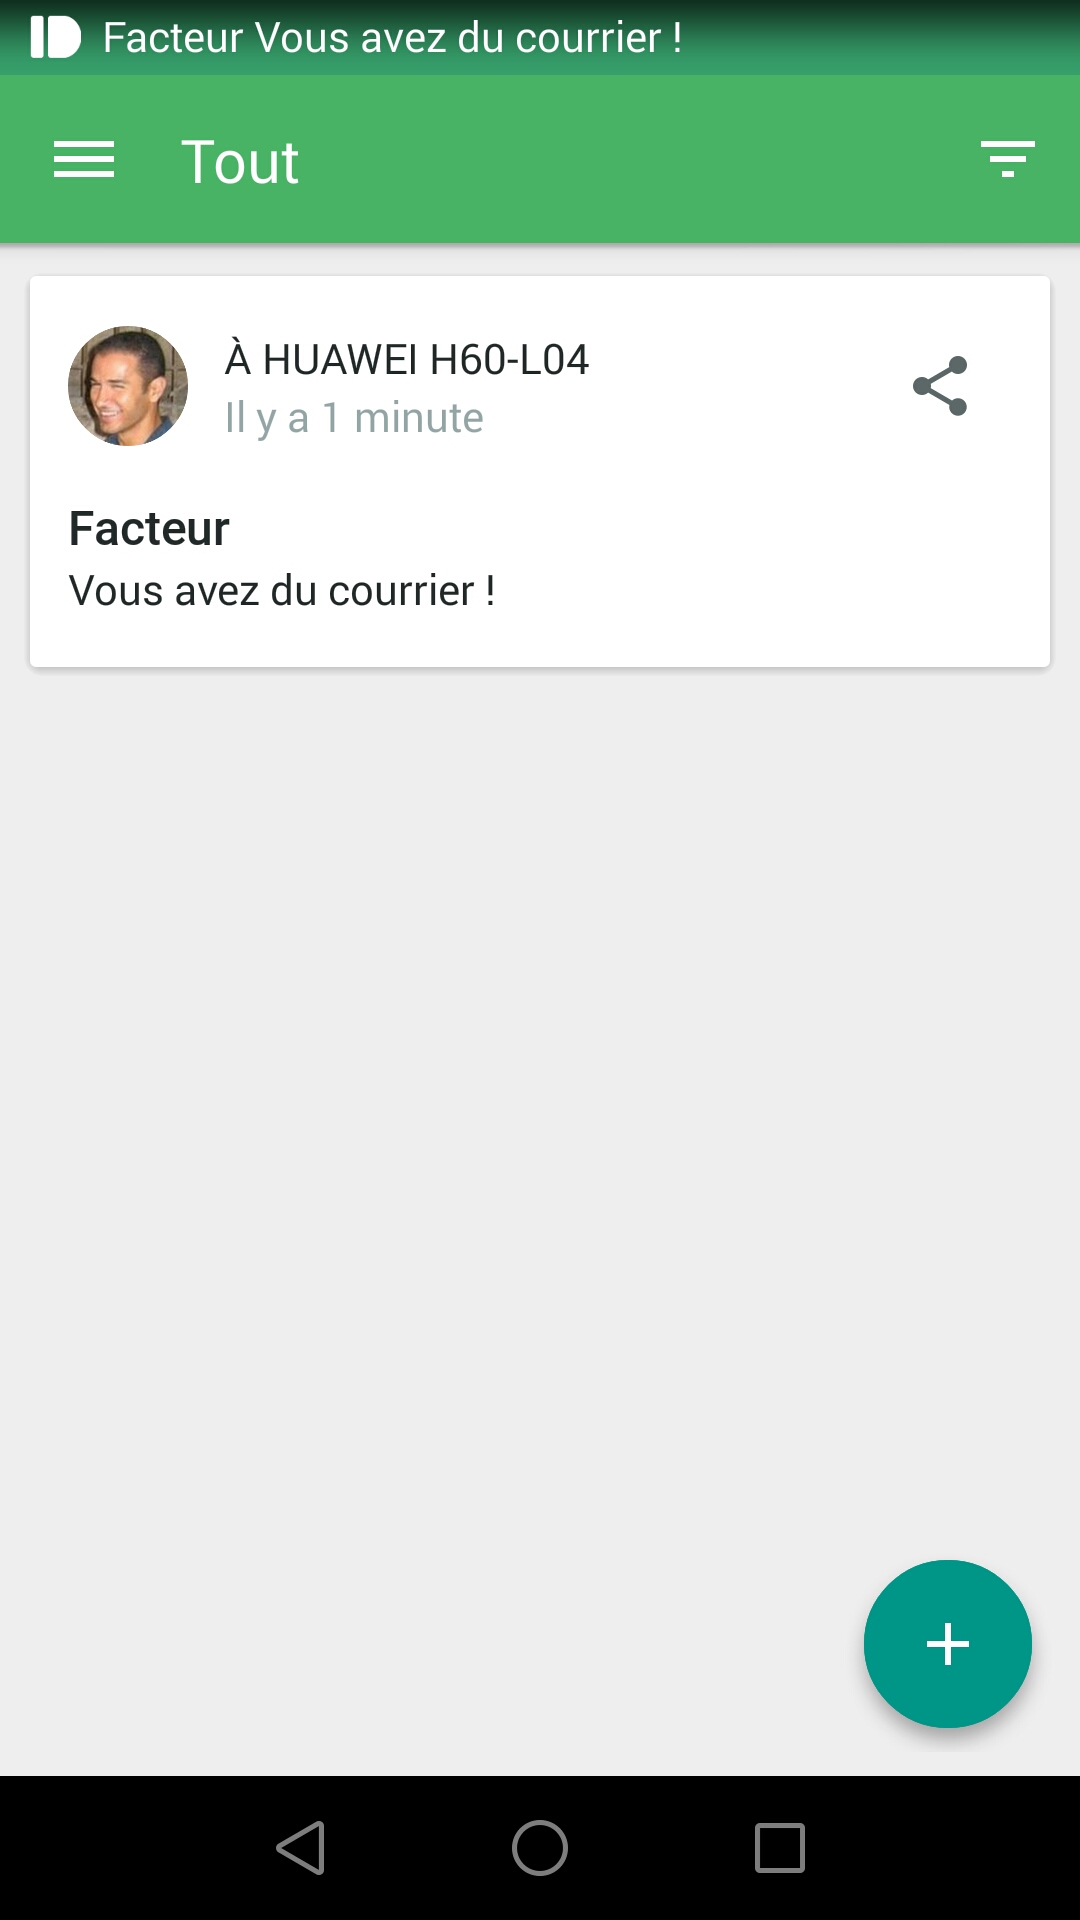 Facteur Vous avez du courrier !
Tout
À HUAWEI H60-L04
Il y a 1 minute
Facteur
Vous avez du courrier !